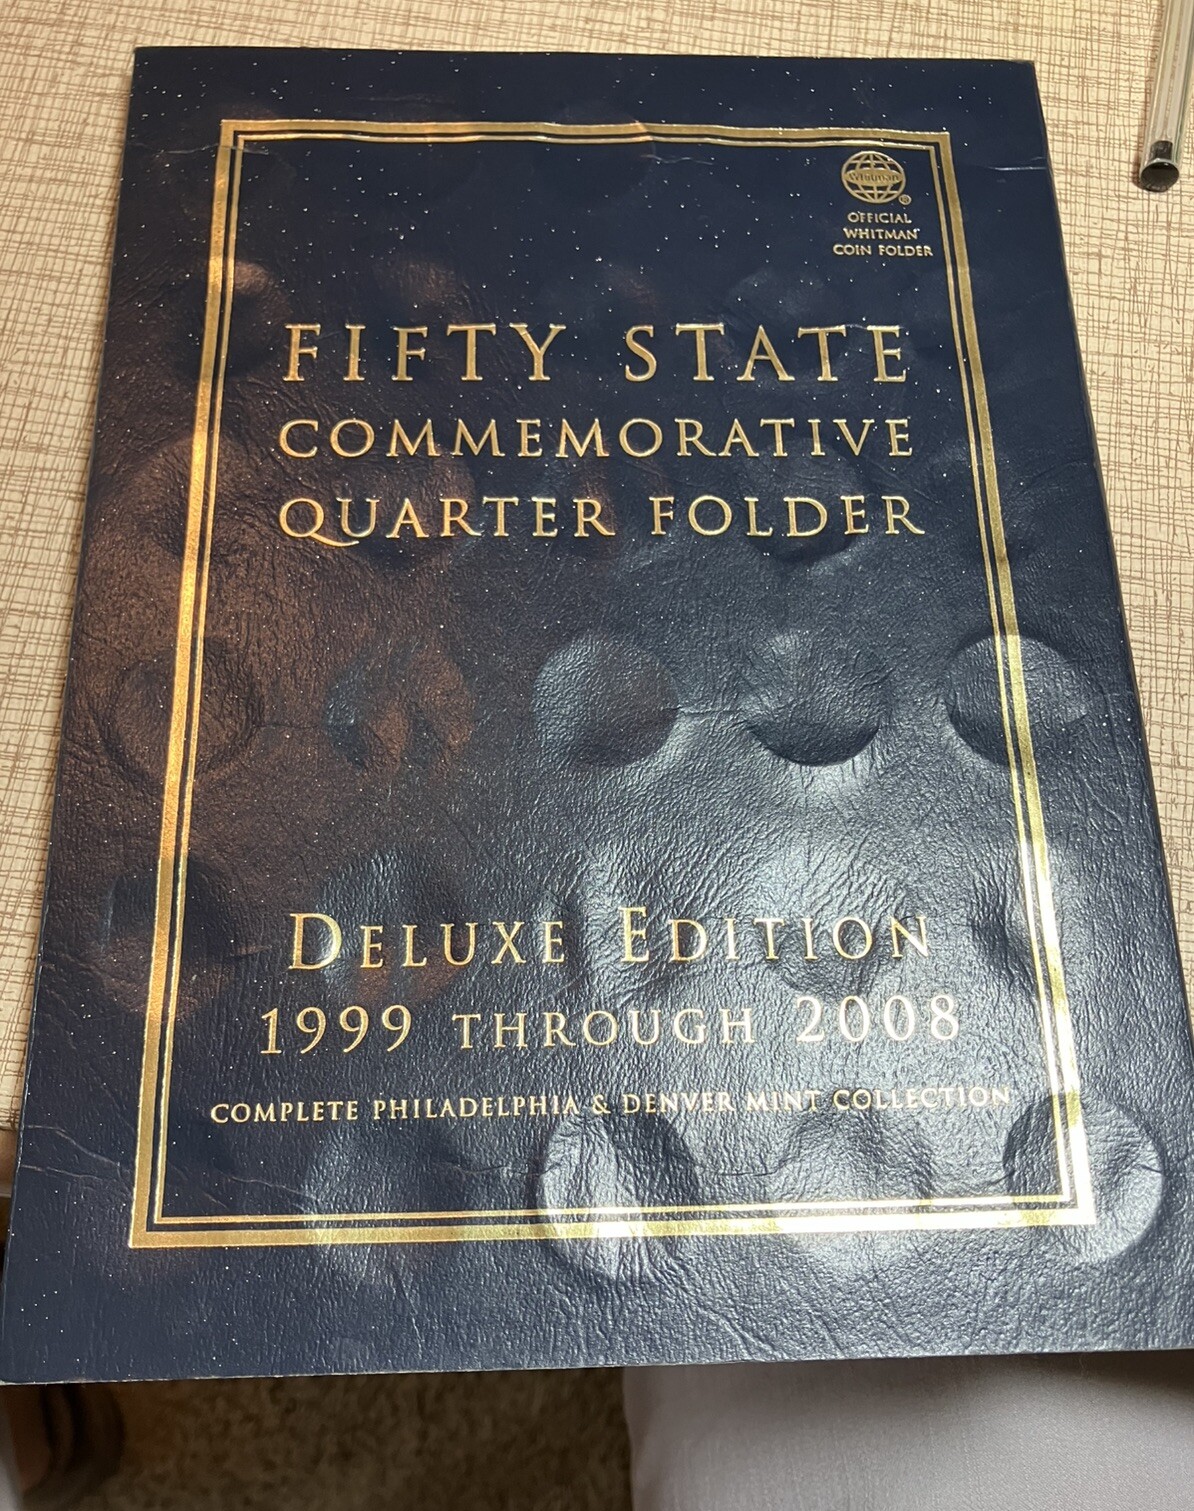 Whitman
®
OFFICIAL
WHITMAN®
COIN FOLDER
FIFTY STATE
COMMEMORATIVE
QUARTER FOLDER
DELUXE EDITION
1999 THROUGH 2008
COMPLETE PHILADELPHIA & DENVER MINT COLLECTION